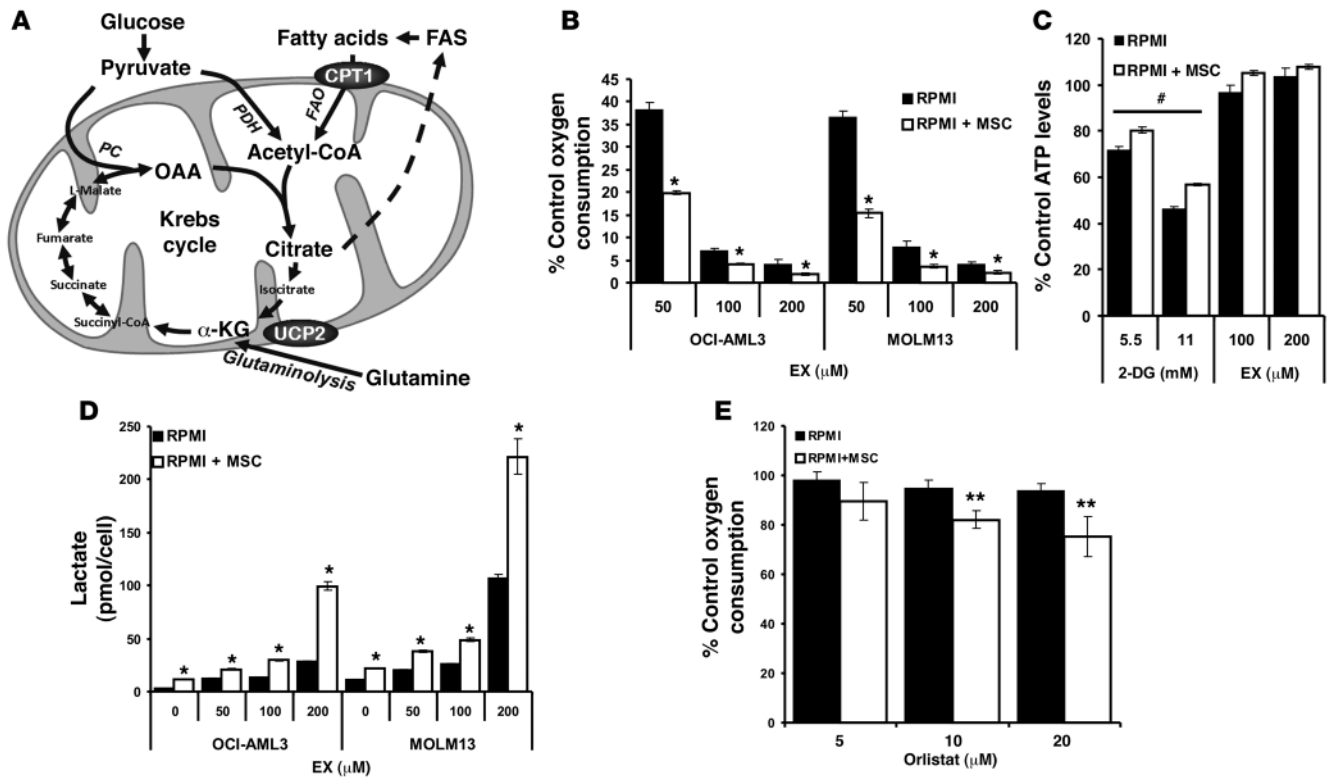 A
Glucose
Pyruvate
Fatty acids
FAS
CPT1
PDH
FAO
Acetyl-CoA
PC
OAA
L-Malate
Krebs
cycle
Fumarate
Citrate
Succinate
Isocitrate
Succinyl-CoA
α-KG
UCP2
Glutaminolysis
Glutamine
B
% Control oxygen
consumption
45
40
35
30
25
20
15
10
5
0
RPMI
RPMI + MSC
* * * * * *
50 100 200 50 100 200
OCI-AML3 MOLM13
EX (μM)
C
% Control ATP levels
120
100
80
60
40
20
0
RPMI
RPMI + MSC
#
5.5 11 100 200
2-DG (mM) EX (μM)
D
Lactate
(pmol/cell)
250
200
150
100
50
0
RPMI
RPMI + MSC
* * * * * * * *
0 50 100 200 0 50 100 200
OCI-AML3 MOLM13
EX (μM)
E
% Control oxygen
consumption
120
100
80
60
40
20
0
RPMI
RPMI+MSC
** **
5 10 20
Orlistat (μM)